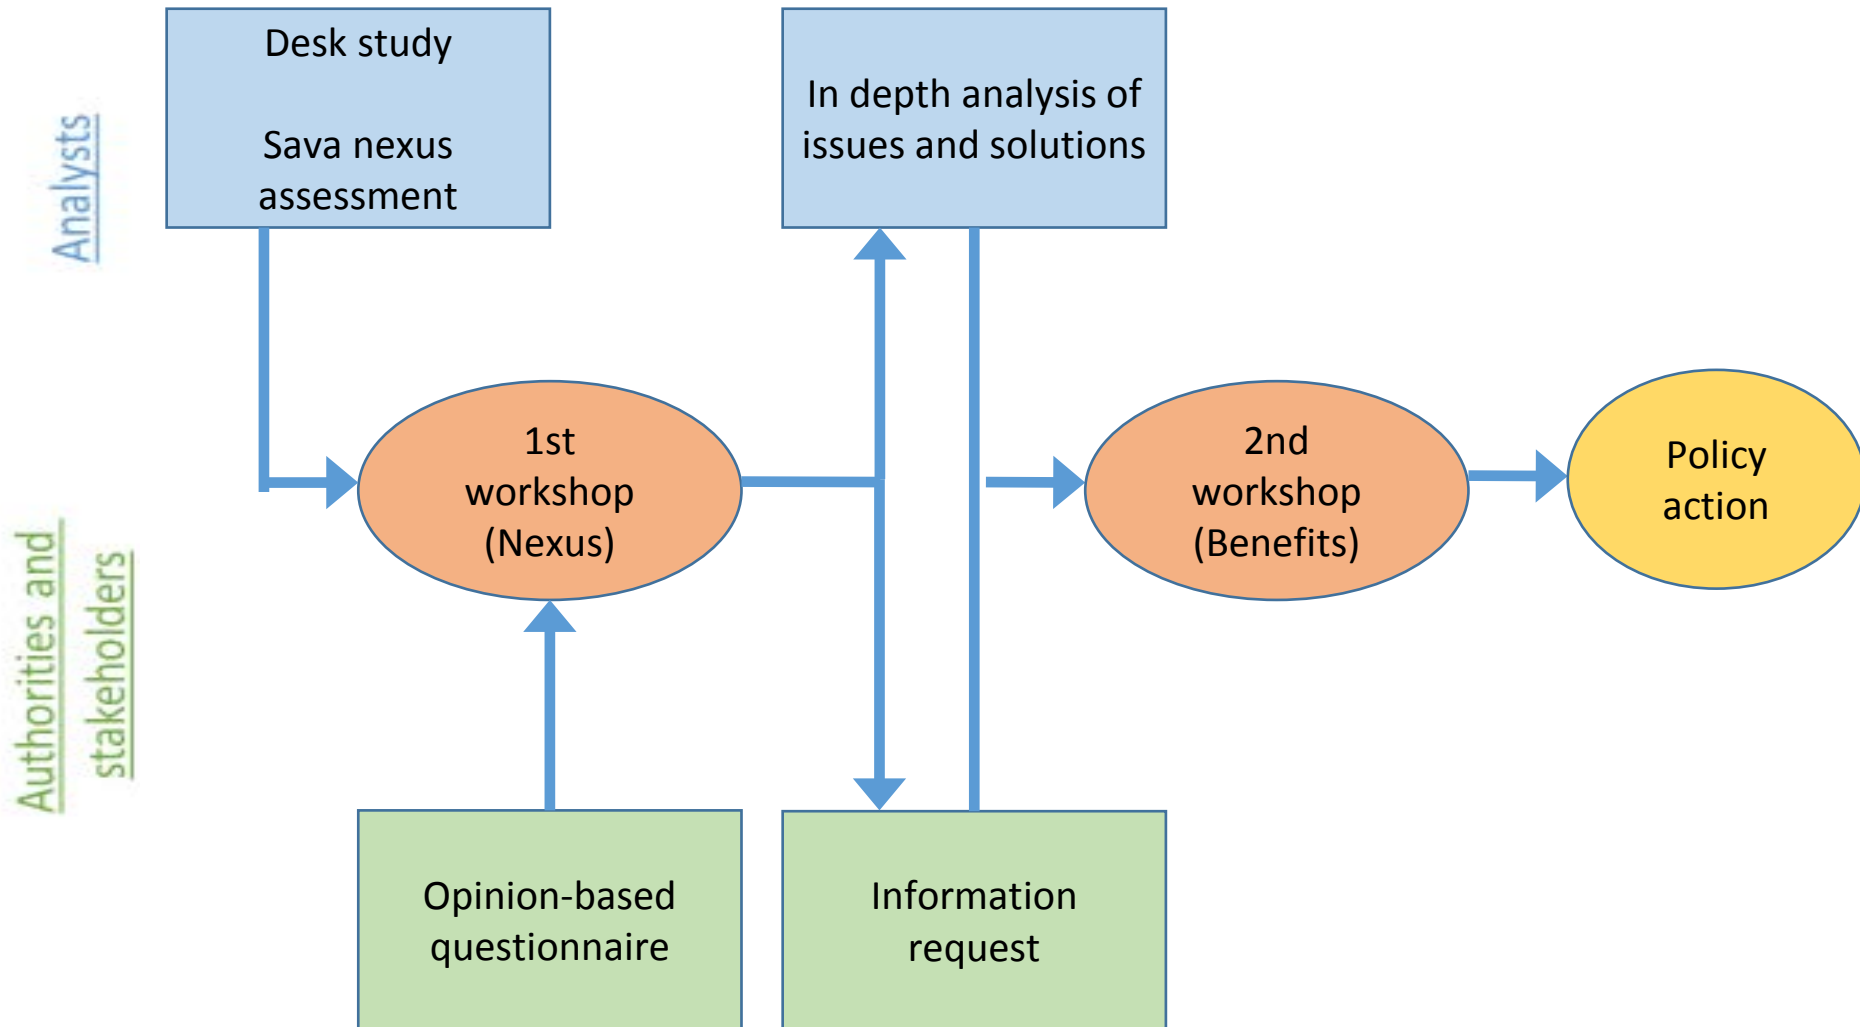 Analysts
Desk study
Sava nexus
assessment
In depth analysis of
issues and solutions
1st
workshop
(Nexus)
2nd
workshop
(Benefits)
Policy
action
Authorities and
stakeholders
Opinion-based
questionnaire
Information
request